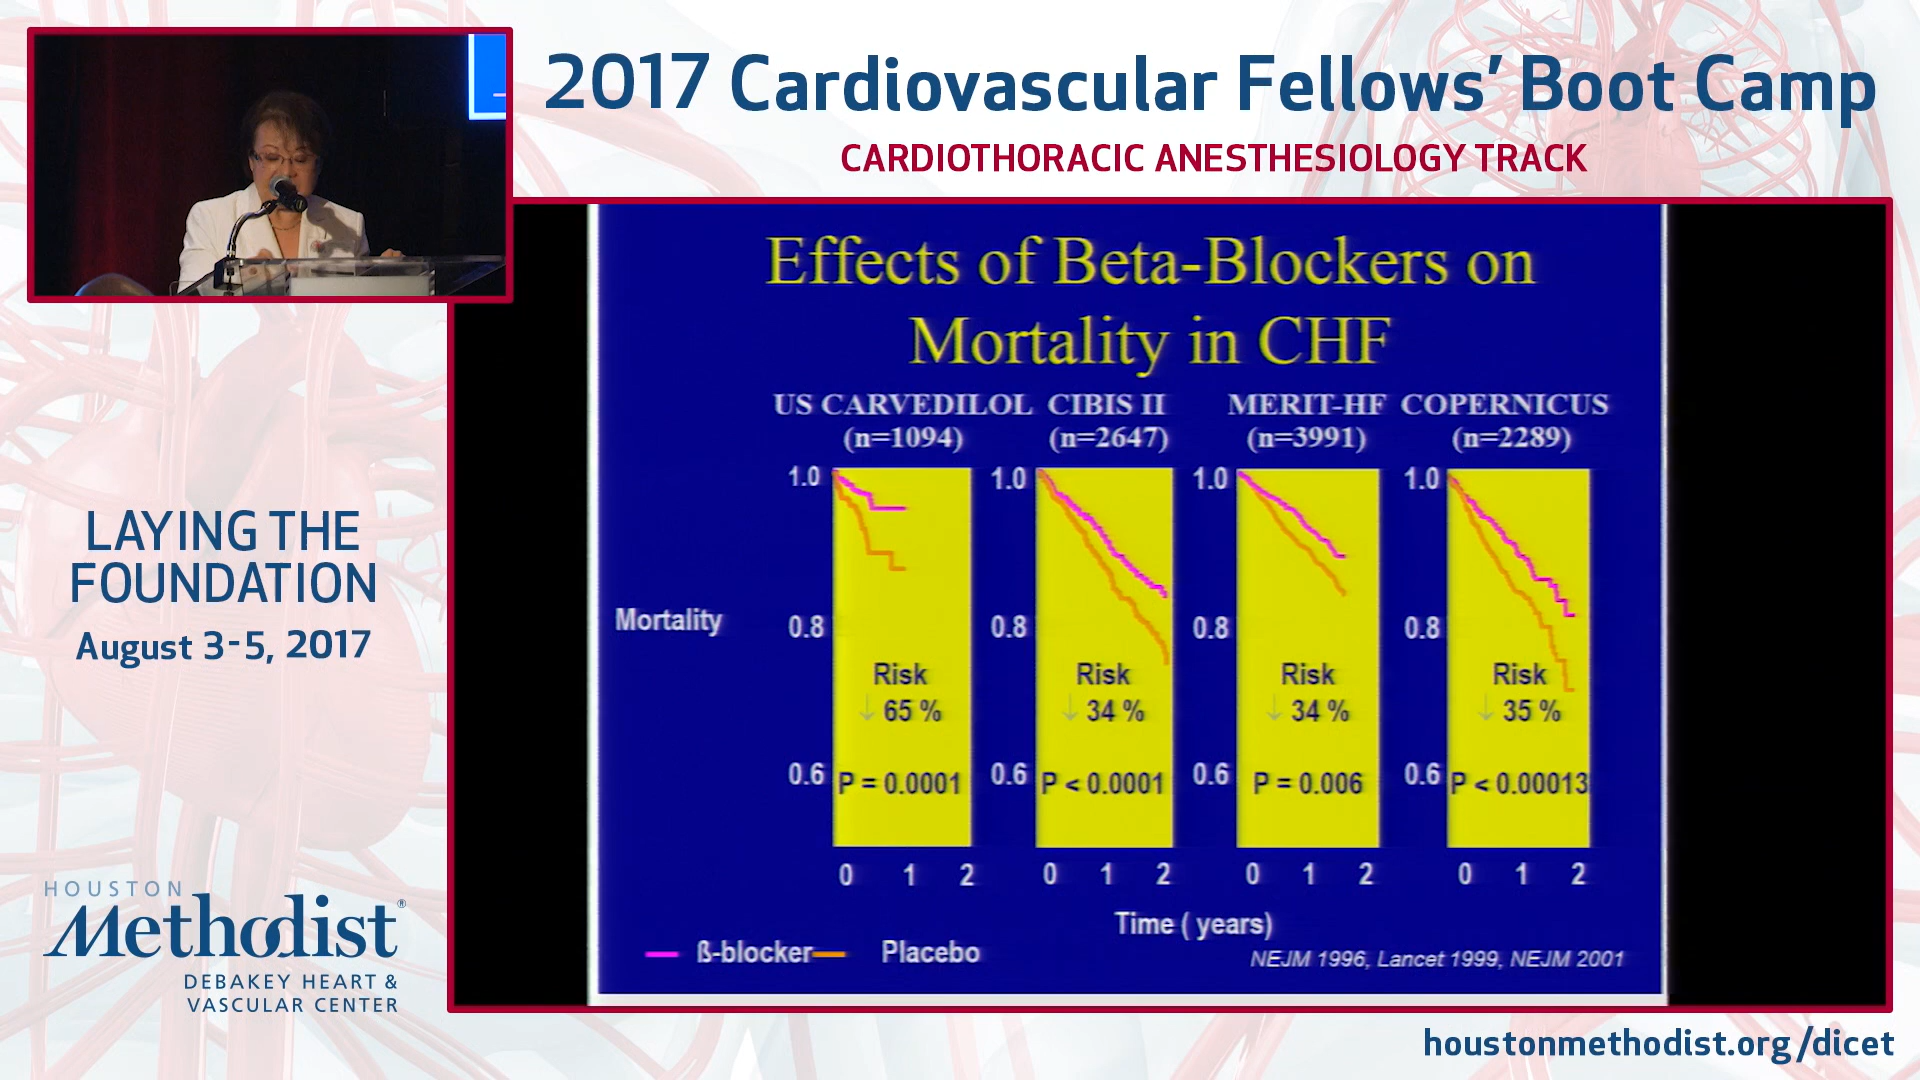 2017 Cardiovascular Fellows' Boot Camp
CARDIOTHORACIC ANESTHESIOLOGY TRACK
LAYING THE
FOUNDATION
August 3-5, 2017
HOUSTON
Methodist®
DEBAKEY HEART &
VASCULAR CENTER
Effects of Beta-Blockers on
Mortality in CHF
US CARVEDILOL CIBIS II MERIT-HF COPERNICUS
(n=1094) (n=2647) (n=3991) (n=2289)
1.0 1.0 1.0 1.0
Mortality
0.8 0.8 0.8 0.8
Risk Risk Risk Risk
↓ 65 % ↓ 34 % ↓ 34 % ↓ 35 %
0.6 P = 0.0001 0.6 P < 0.0001 0.6 P = 0.006 0.6 P < 0.00013
0 1 2 0 1 2 0 1 2 0 1 2
Time ( years)
ß-blocker Placebo
NEJM 1996, Lancet 1999, NEJM 2001
houstonmethodist.org/dicet